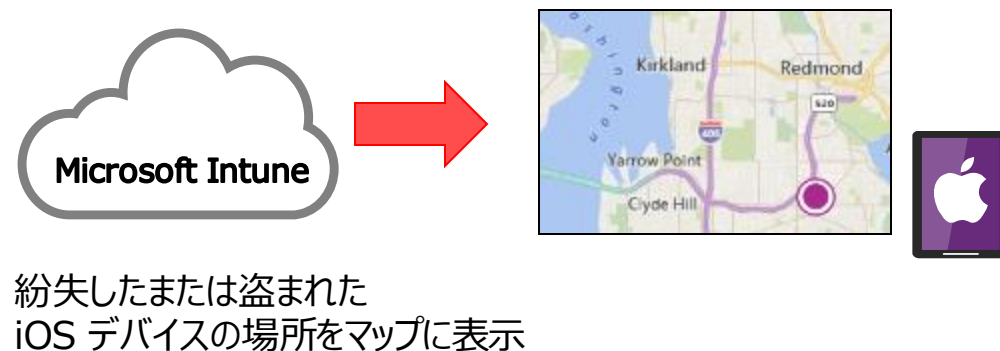 Microsoft Intune
Kirkland
Redmond
520
405
Yarrow Point
Clyde Hill
紛失したまたは盗まれた
iOS デバイスの場所をマップに表示